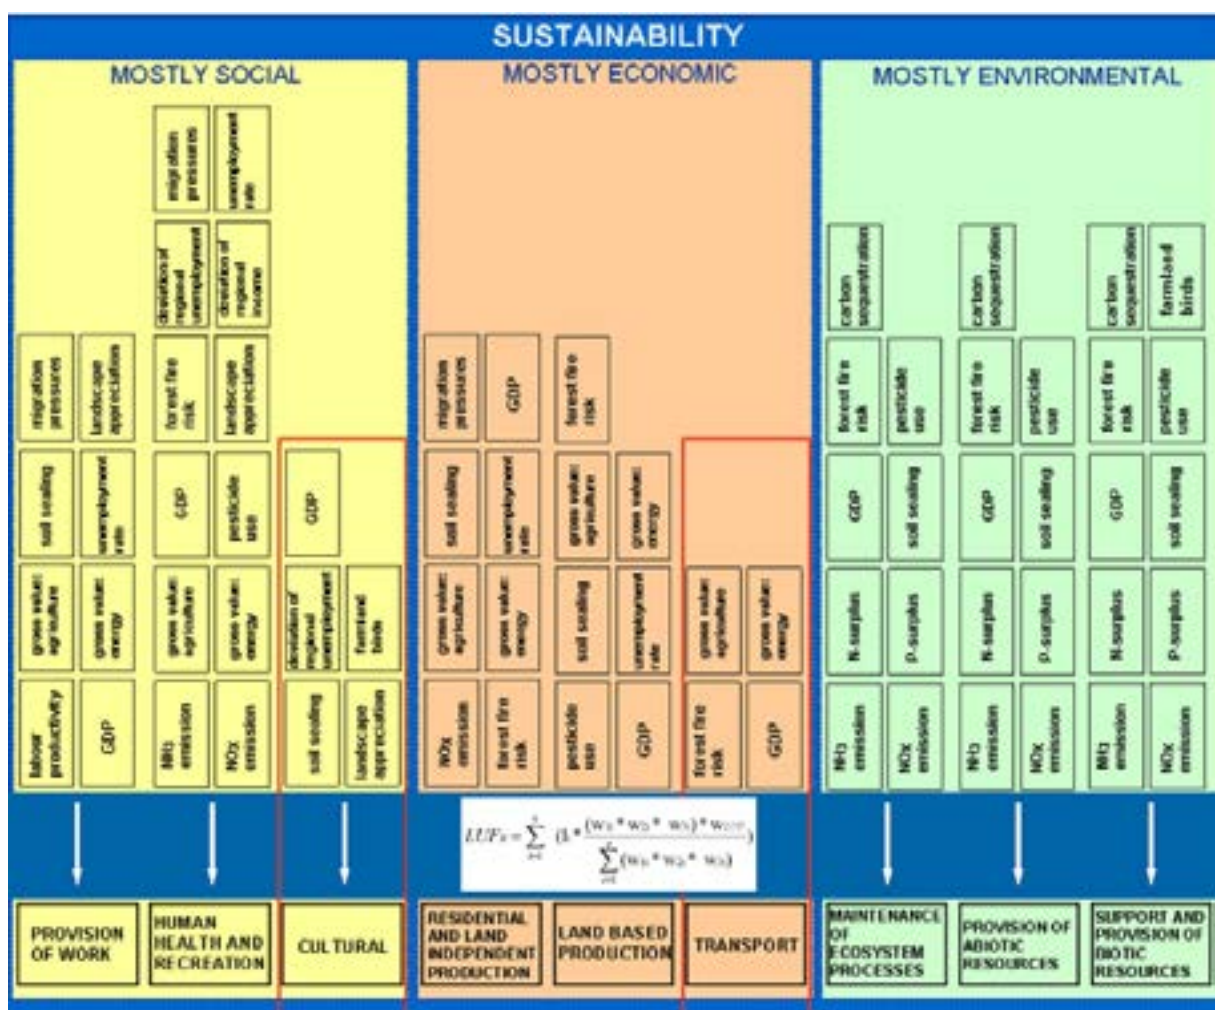 SUSTAINABILITY
MOSTLY SOCIAL
MOSTLY ECONOMIC
MOSTLY ENVIRONMENTAL
migration
pressures
unemployment
rate
deviation of
regional
unemployment
deviation of
regional
income
migration
pressures
landscape
appreciation
forest fire
risk
landscape
appreciation
soil sealing
unemployment
rate
GDP
pesticide
use
GDP
gross value:
agriculture
gross value:
energy
gross value:
agriculture
gross value:
energy
deviation of
regional
unemployment
farmland
birds
labour
productivity
GDP
NH3
emission
NOx
emission
soil sealing
landscape
appreciation
migration
pressures
GDP
forest fire
risk
soil sealing
unemployment
rate
gross value:
agriculture
gross value:
energy
gross value:
agriculture
gross value:
energy
soil sealing
unemployment
rate
gross value:
agriculture
gross value:
energy
NOx
emission
forest fire
risk
pesticide
use
GDP
forest fire
risk
GDP
carbon
sequestration
carbon
sequestration
carbon
sequestration
farmland
birds
forest fire
risk
pesticide
use
forest fire
risk
pesticide
use
forest fire
risk
pesticide
use
GDP
soil sealing
GDP
soil sealing
GDP
soil sealing
N-surplus
P-surplus
N-surplus
P-surplus
N-surplus
P-surplus
NH3
emission
NOx
emission
NH3
emission
NOx
emission
NH3
emission
NOx
emission
PROVISION
OF WORK
HUMAN
HEALTH AND
RECREATION
CULTURAL
RESIDENTIAL
AND LAND
INDEPENDENT
PRODUCTION
LAND BASED
PRODUCTION
TRANSPORT
MAINTENANCE
OF
ECOSYSTEM
PROCESSES
PROVISION OF
ABIOTIC
RESOURCES
SUPPORT AND
PROVISION OF
BIOTIC
RESOURCES